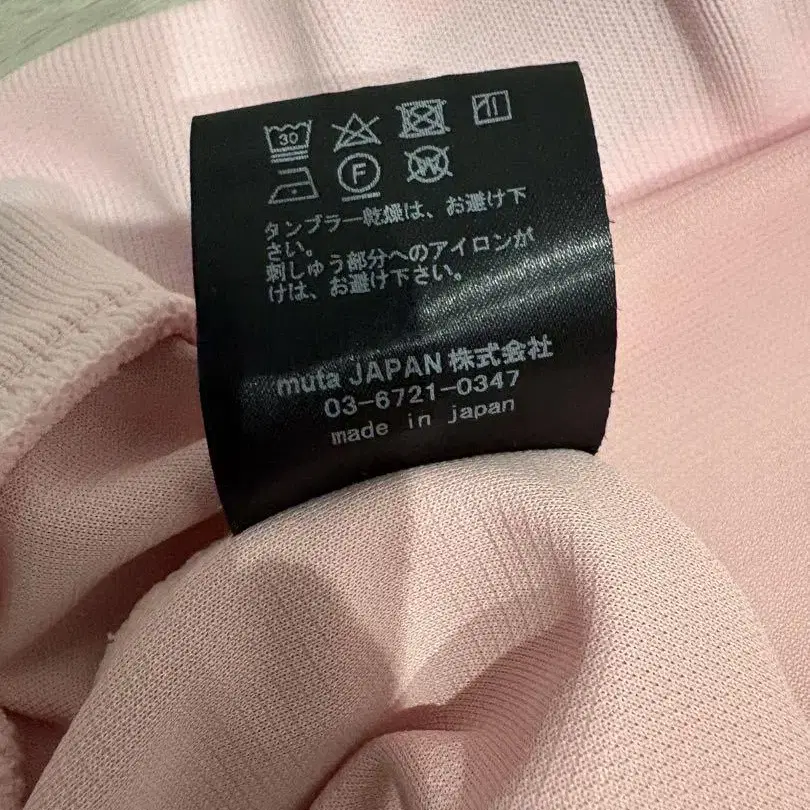 30
F W
タンブラー乾燥は、お避け下
さい。
刺しゅう部分へのアイロンが
けは、お避け下さい。
muta JAPAN 株式会社
03-6721-0347
made in japan